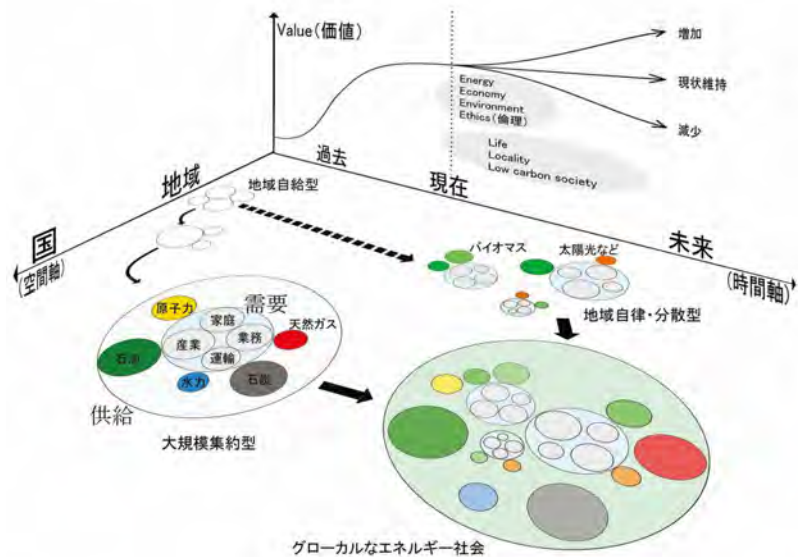 Value(価値)
増加
現状維持
減少
Energy
Economy
Environment
Ethics(倫理)
Life
Locality
Low carbon society
過去
現在
未来
(時間軸)
地域
国
(空間軸)
地域自給型
バイオマス
太陽光など
地域自律・分散型
原子力
需要
家庭
天然ガス
産業
業務
石油
運輸
水力
石炭
供給
大規模集約型
グローカルなエネルギー社会